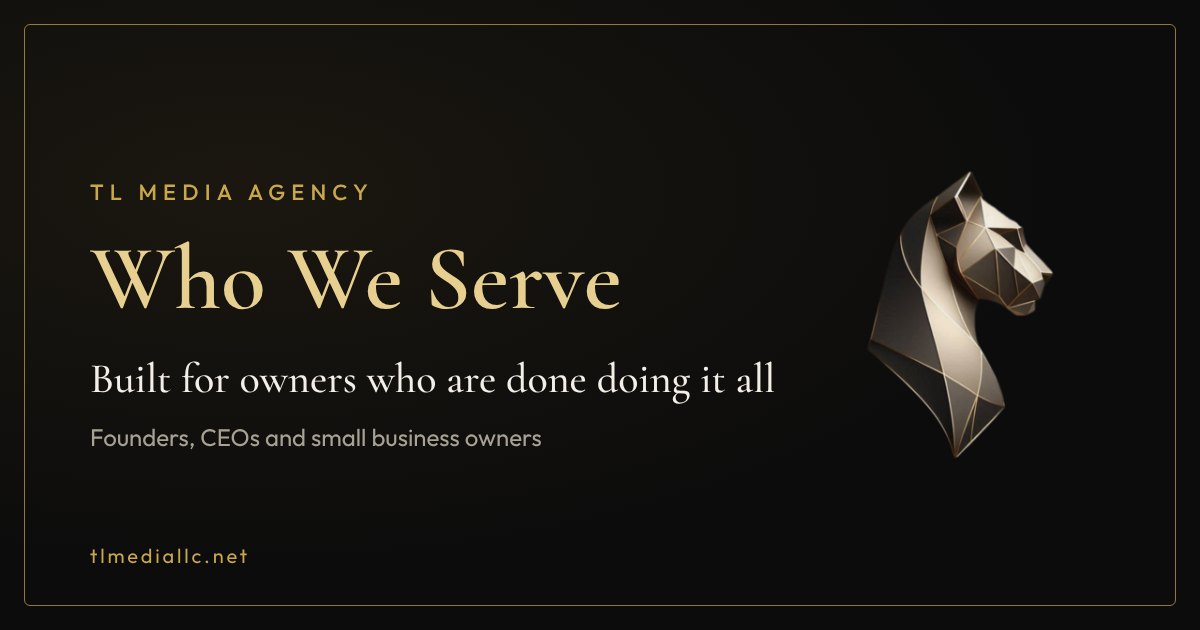 TL MEDIA AGENCY
Who We Serve
Built for owners who are done doing it all
Founders, CEOs and small business owners
tlmediallc.net